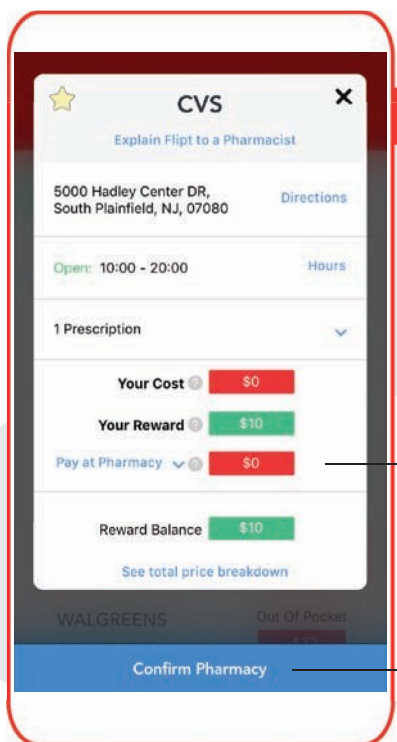 CVS
Explain Flipt to a Pharmacist
5000 Hadley Center DR,
South Plainfield, NJ, 07080
Directions
Open: 10:00 - 20:00
Hours
1 Prescription
Your Cost
$0
Your Reward
$10
Pay at Pharmacy
$0
Reward Balance
$10
See total price breakdown
WALGREENS
Out Of Pocket
Confirm Pharmacy